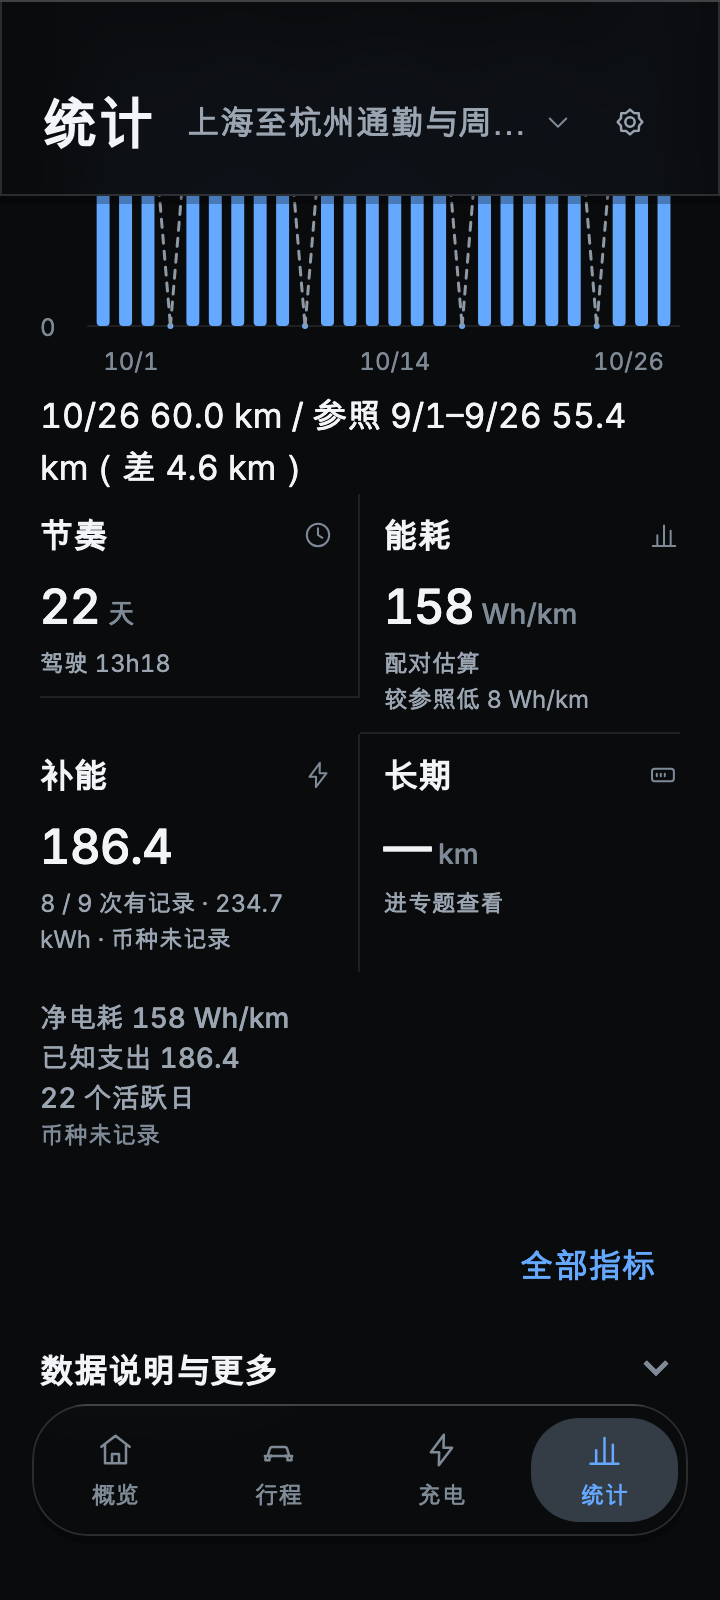 统计 上海至杭州通勤与周…
0
10/1 10/14 10/26
10/26 60.0 km / 参照 9/1–9/26 55.4
km ( 差 4.6 km )
节奏
22 天
驾驶 13h18
能耗
158 Wh/km
配对估算
较参照低 8 Wh/km
补能
186.4
8 / 9 次有记录 · 234.7
kWh · 币种未记录
长期
— km
进专题查看
净电耗 158 Wh/km
已知支出 186.4
22 个活跃日
币种未记录
全部指标
数据说明与更多
概览 行程 充电 统计